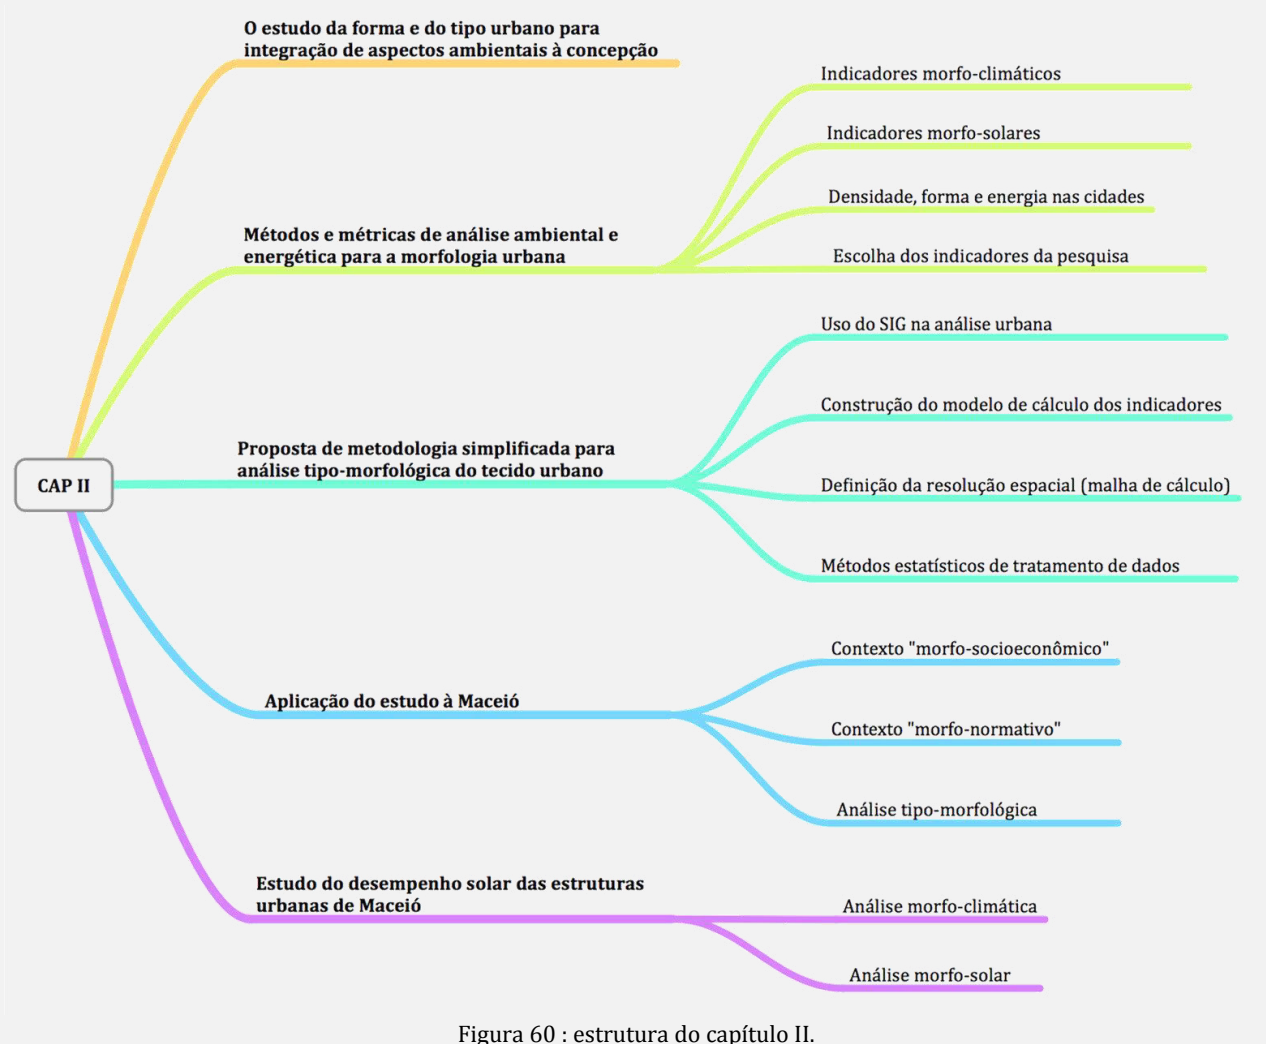 O estudo da forma e do tipo urbano para
integração de aspectos ambientais à concepção
Indicadores morfo-climáticos
Indicadores morfo-solares
Densidade, forma e energia nas cidades
Métodos e métricas de análise ambiental e
energética para a morfologia urbana
Escolha dos indicadores da pesquisa
Uso do SIG na análise urbana
Construção do modelo de cálculo dos indicadores
Proposta de metodologia simplificada para
análise tipo-morfológica do tecido urbano
CAP II
Definição da resolução espacial (malha de cálculo)
Métodos estatísticos de tratamento de dados
Contexto "morfo-socioeconômico"
Aplicação do estudo à Maceió
Contexto "morfo-normativo"
Análise tipo-morfológica
Estudo do desempenho solar das estruturas
urbanas de Maceió
Análise morfo-climática
Análise morfo-solar
Figura 60 : estrutura do capítulo II.